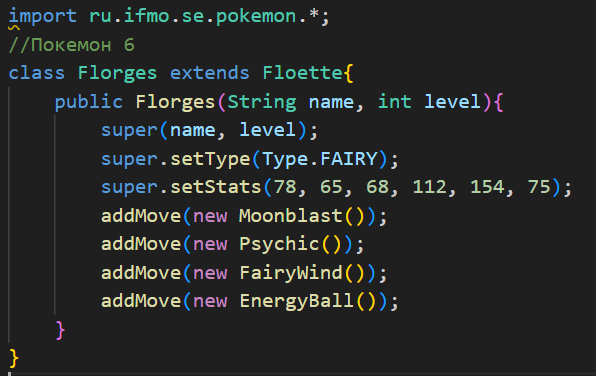 import ru.ifmo.se.pokemon.*;
//Покемон 6
class Florges extends Floette{
    public Florges(String name, int level){
        super(name, level);
        super.setType(Type.FAIRY);
        super.setStats(78, 65, 68, 112, 154, 75);
        addMove(new Moonblast());
        addMove(new Psychic());
        addMove(new FairyWind());
        addMove(new EnergyBall());
    }
}